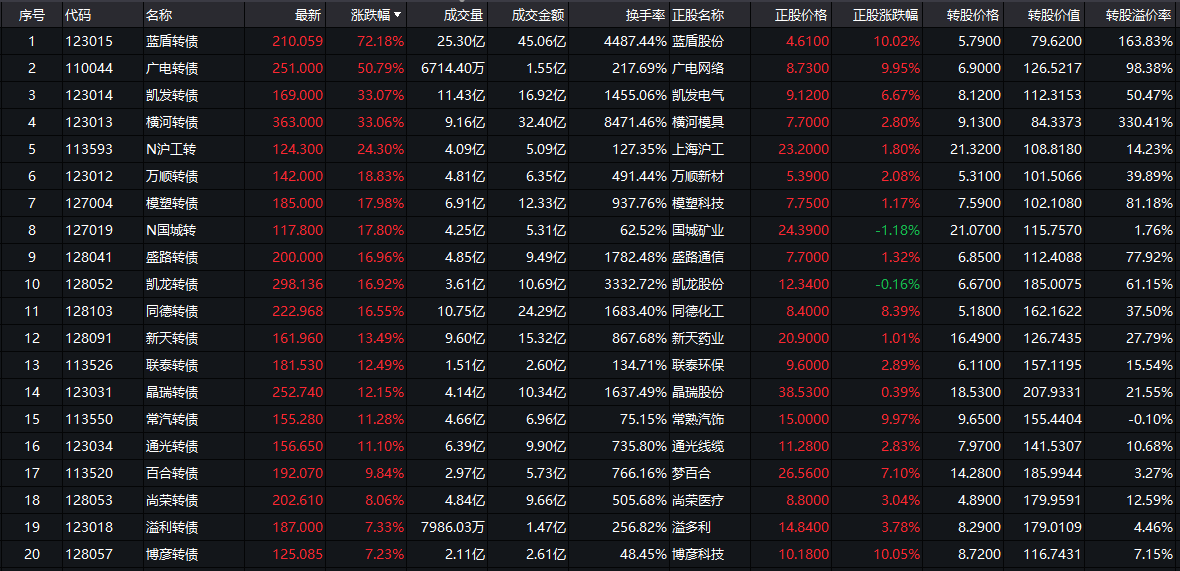 序号 代码 名称 最新 涨跌幅 成交量 成交金额 换手率 正股名称 正股价格 正股涨跌幅 转股价格 转股价值 转股溢价率
1 123015 蓝盾转债 210.059 72.18% 25.30亿 45.06亿 4487.44% 蓝盾股份 4.6100 10.02% 5.7900 79.6200 163.83%
2 110044 广电转债 251.000 50.79% 6714.40万 1.55亿 217.69% 广电网络 8.7300 9.95% 6.9000 126.5217 98.38%
3 123014 凯发转债 169.000 33.07% 11.43亿 16.92亿 1455.06% 凯发电气 9.1200 6.67% 8.1200 112.3153 50.47%
4 123013 横河转债 363.000 33.06% 9.16亿 32.40亿 8471.46% 横河模具 7.7000 2.80% 9.1300 84.3373 330.41%
5 113593 N沪工转 124.300 24.30% 4.09亿 5.09亿 127.35% 上海沪工 23.2000 1.80% 21.3200 108.8180 14.23%
6 123012 万顺转债 142.000 18.83% 4.81亿 6.35亿 491.44% 万顺新材 5.3900 2.08% 5.3100 101.5066 39.89%
7 127004 模塑转债 185.000 17.98% 6.91亿 12.33亿 937.76% 模塑科技 7.7500 1.17% 7.5900 102.1080 81.18%
8 127019 N国城转 117.800 17.80% 4.25亿 5.31亿 62.52% 国城矿业 24.3900 -1.18% 21.0700 115.7570 1.76%
9 128041 盛路转债 200.000 16.96% 4.85亿 9.49亿 1782.48% 盛路通信 7.7000 1.32% 6.8500 112.4088 77.92%
10 128052 凯龙转债 298.136 16.92% 3.61亿 10.69亿 3332.72% 凯龙股份 12.3400 -0.16% 6.6700 185.0075 61.15%
11 128103 同德转债 222.968 16.55% 10.75亿 24.29亿 1683.40% 同德化工 8.4000 8.39% 5.1800 162.1622 37.50%
12 128091 新天转债 161.960 13.49% 9.60亿 15.32亿 867.68% 新天药业 20.9000 1.01% 16.4900 126.7435 27.79%
13 113526 联泰转债 181.530 12.49% 1.51亿 2.60亿 134.71% 联泰环保 9.6000 2.89% 6.1100 157.1195 15.54%
14 123031 晶瑞转债 252.740 12.15% 4.14亿 10.34亿 1637.49% 晶瑞股份 38.5300 0.39% 18.5300 207.9331 21.55%
15 113550 常汽转债 155.280 11.28% 4.66亿 6.96亿 75.15% 常熟汽饰 15.0000 9.97% 9.6500 155.4404 -0.10%
16 123034 通光转债 156.650 11.10% 6.39亿 9.90亿 735.80% 通光线缆 11.2800 2.83% 7.9700 141.5307 10.68%
17 113520 百合转债 192.070 9.84% 2.97亿 5.73亿 766.16% 梦百合 26.5600 7.10% 14.2800 185.9944 3.27%
18 128053 尚荣转债 202.610 8.06% 4.84亿 9.66亿 505.68% 尚荣医疗 8.8000 3.04% 4.8900 179.9591 12.59%
19 123018 溢利转债 187.000 7.33% 7986.03万 1.47亿 256.82% 溢多利 14.8400 3.78% 8.2900 179.0109 4.46%
20 128057 博彦转债 125.085 7.23% 2.11亿 2.61亿 48.45% 博彦科技 10.1800 10.05% 8.7200 116.7431 7.15%